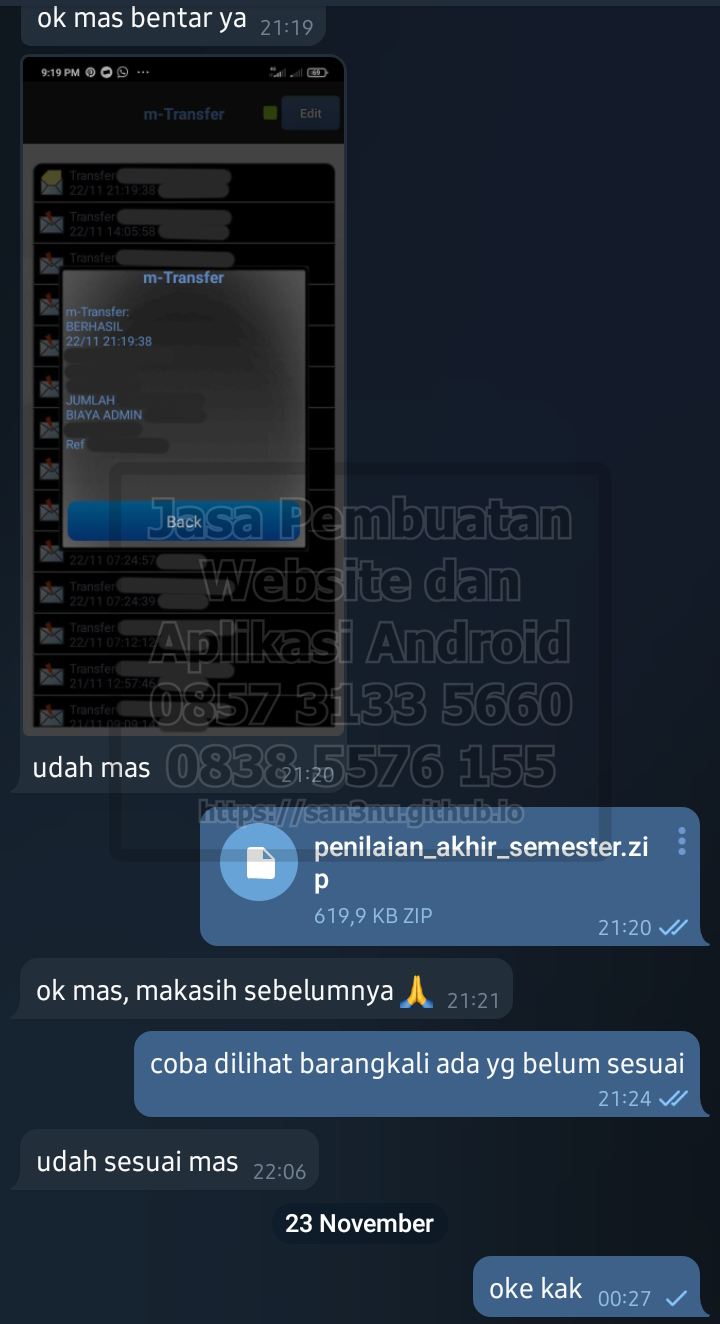 ok mas bentar ya 21:19
9:19 PM
69
m-Transfer
Edit
Transfer
22/11 21:19:38
Transfer
22/11 14:05:58
Transfer
m-Transfer
m-Transfer:
BERHASIL
22/11 21:19:38
JUMLAH
BIAYA ADMIN
Ref
Back
22/11 07:24:57
Transfer
22/11 07:24:39
Transfer
22/11 07:12:12
Transfer
21/11 12:57:46
Transfer
21/11 09:09:14
udah mas 21:20
Jasa Pembuatan
Website dan
Aplikasi Android
0857 3133 5660
0838 5576 155
https://san3nu.github.io
penilaian_akhir_semester.zi
p
619,9 KB ZIP
21:20
ok mas, makasih sebelumnya🙏 21:21
coba dilihat barangkali ada yg belum sesuai
21:24
udah sesuai mas 22:06
23 November
oke kak 00:27